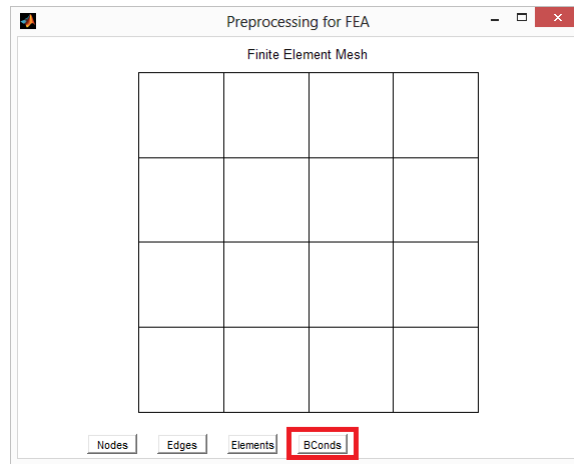 Preprocessing for FEA
Finite Element Mesh
Nodes Edges Elements BConds